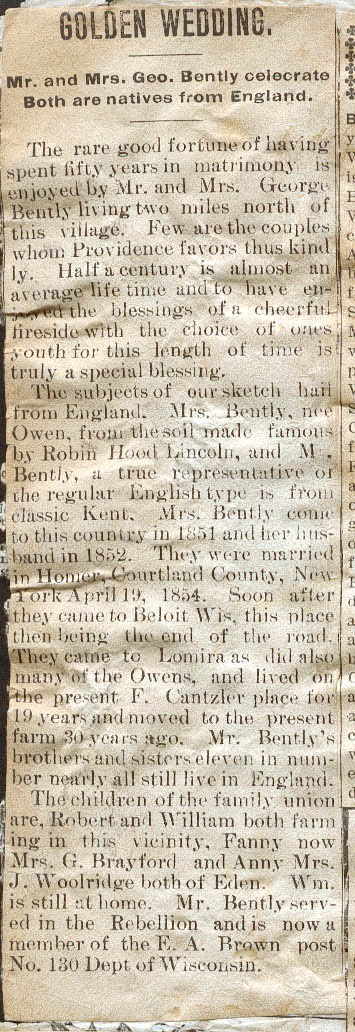 GOLDEN WEDDING.
Mr. and Mrs. Geo. Bently celecrate
Both are natives from England.
The rare good fortune of having
spent fifty years in matrimony is
enjoyed by Mr. and Mrs. George
Bently living two miles north of
this village. Few are the couples
whom Providence favors thus kind
ly. Half a century is almost an
average life time and to have en-
joyed the blessings of a cheerful
fireside with the choice of ones
youth for this length of time is
truly a special blessing.
The subjects of our sketch hail
from England. Mrs. Bently, nee
Owen, from the soil made famous
by Robin Hood Lincoln, and M .
Bently, a true representative of
the regular English type is from
classic Kent. Mrs. Bently come
to this country in 1851 and her hus-
band in 1852. They were married
in Homer, Courtland County, New
York April 19, 1854. Soon after
they came to Beloit Wis, this place
then being the end of the road.
They came to Lomira as did also
many of the Owens, and lived on
the present F. Cantzler place for
19 years and moved to the present
farm 30 years ago. Mr. Bently's
brothers and sisters eleven in num-
ber nearly all still live in England.
The children of the family union
are, Robert and William both farm
ing in this vicinity, Fanny now
Mrs. G. Brayford and Anny Mrs.
J. Woolridge both of Eden. Wm.
is still at home. Mr. Bently serv-
ed in the Rebellion and is now a
member of the E. A. Brown post
No. 130 Dept of Wisconsin.